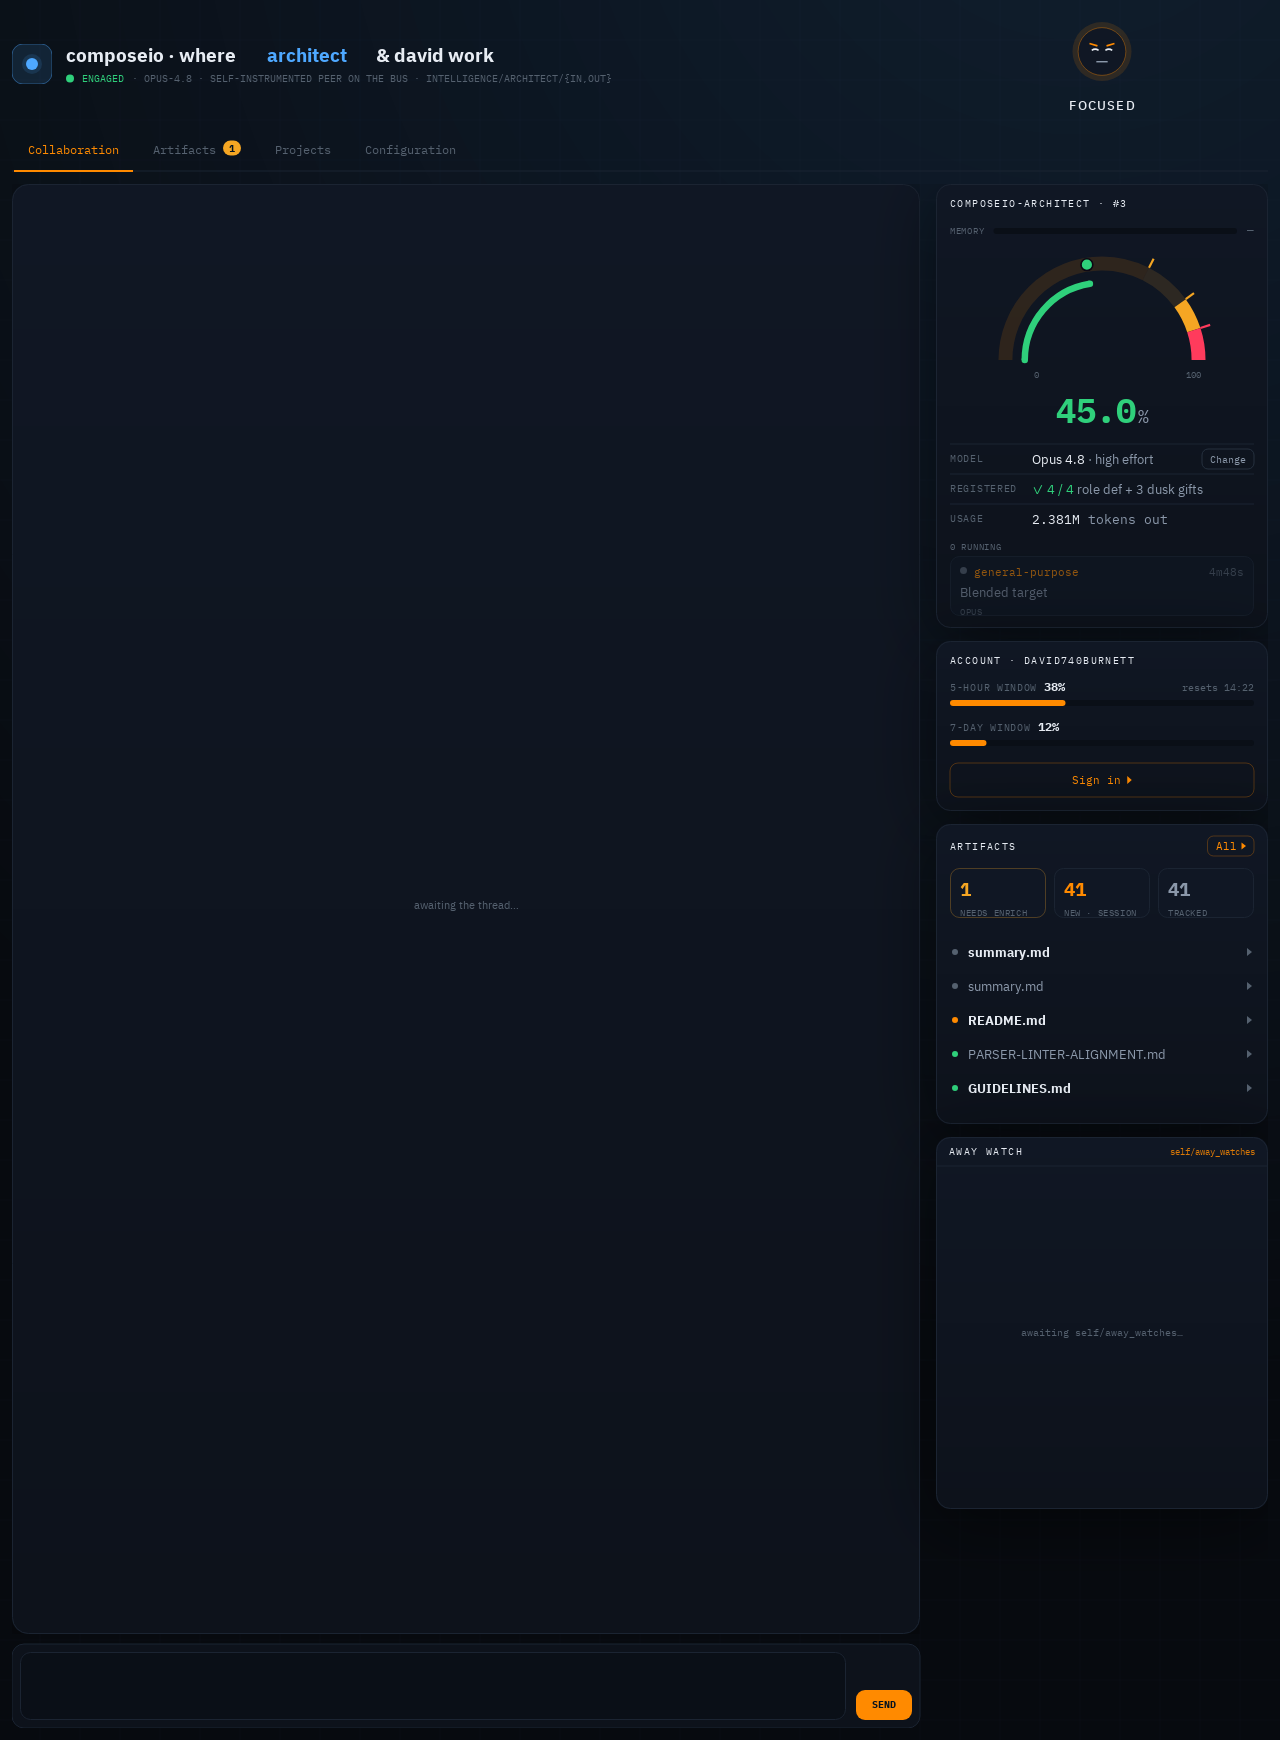 composeio · where architect & david work
ENGAGED · OPUS-4.8 · SELF-INSTRUMENTED PEER ON THE BUS · INTELLIGENCE/ARCHITECT/{IN,OUT}
FOCUSED
Collaboration Artifacts 1 Projects Configuration
awaiting the thread…
SEND
COMPOSEIO-ARCHITECT · #3
MEMORY —
0 100
45.0%
MODEL Opus 4.8 · high effort Change
REGISTERED ✓ 4 / 4 role def + 3 dusk gifts
USAGE 2.381M tokens out
0 RUNNING
general-purpose 4m48s
Blended target
OPUS
ACCOUNT · DAVID740BURNETT
5-HOUR WINDOW 38% resets 14:22
7-DAY WINDOW 12%
Sign in
ARTIFACTS All
1 41 41
NEEDS ENRICH NEW · SESSION TRACKED
summary.md
summary.md
README.md
PARSER-LINTER-ALIGNMENT.md
GUIDELINES.md
AWAY WATCH self/away_watches
awaiting self/away_watches…